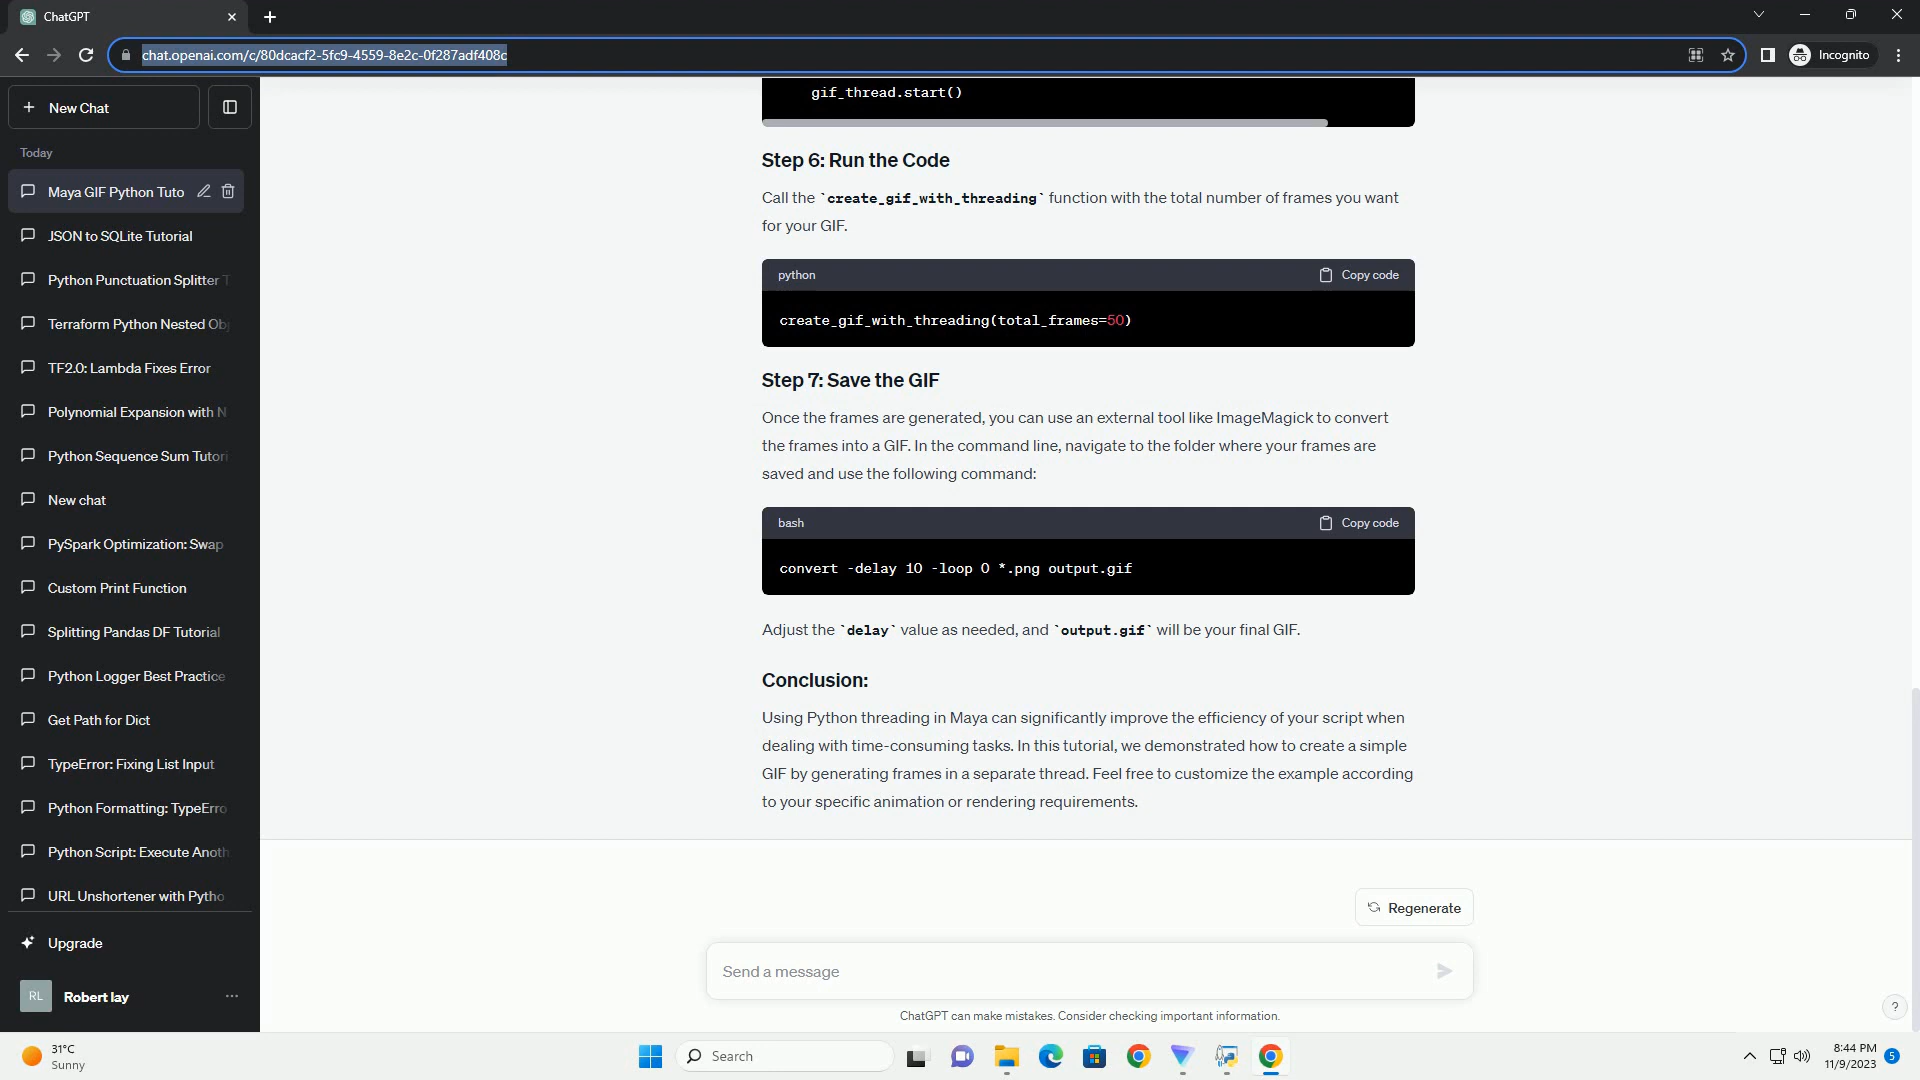 ChatGPT
chat.openai.com/c/80dcacf2-5fc9-4559-8e2c-0f287adf408c
Incognito
New Chat
Today
Maya GIF Python Tuto
JSON to SQLite Tutorial
Python Punctuation Splitter T
Terraform Python Nested Obj
TF2.0: Lambda Fixes Error
Polynomial Expansion with N
Python Sequence Sum Tutori
New chat
PySpark Optimization: Swap
Custom Print Function
Splitting Pandas DF Tutorial
Python Logger Best Practice
Get Path for Dict
TypeError: Fixing List Input
Python Formatting: TypeErro
Python Script: Execute Anoth
URL Unshortener with Pytho
Upgrade
RL
Robert lay
gif_thread.start()
Step 6: Run the Code
Call the `create_gif_with_threading` function with the total number of frames you want
for your GIF.
python
Copy code
create_gif_with_threading(total_frames=50)
Step 7: Save the GIF
Once the frames are generated, you can use an external tool like ImageMagick to convert
the frames into a GIF. In the command line, navigate to the folder where your frames are
saved and use the following command:
bash
Copy code
convert -delay 10 -loop 0 *.png output.gif
Adjust the `delay` value as needed, and `output.gif` will be your final GIF.
Conclusion:
Using Python threading in Maya can significantly improve the efficiency of your script when
dealing with time-consuming tasks. In this tutorial, we demonstrated how to create a simple
GIF by generating frames in a separate thread. Feel free to customize the example according
to your specific animation or rendering requirements.
Regenerate
Send a message
ChatGPT can make mistakes. Consider checking important information.
?
31°C
Sunny
Search
8:44 PM
11/9/2023
5